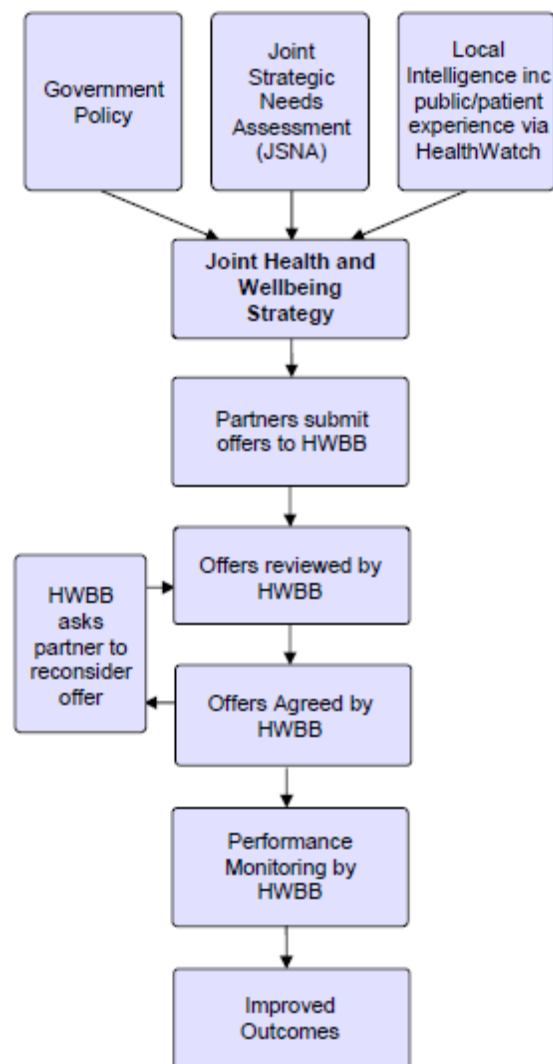 Government
Policy
Joint
Strategic
Needs
Assessment
(JSNA)
Local
Intelligence inc
public/patient
experience via
HealthWatch
Joint Health and
Wellbeing
Strategy
Partners submit
offers to HWBB
Offers reviewed by
HWBB
HWBB
asks
partner to
reconsider
offer
Offers Agreed by
HWBB
Performance
Monitoring by
HWBB
Improved
Outcomes